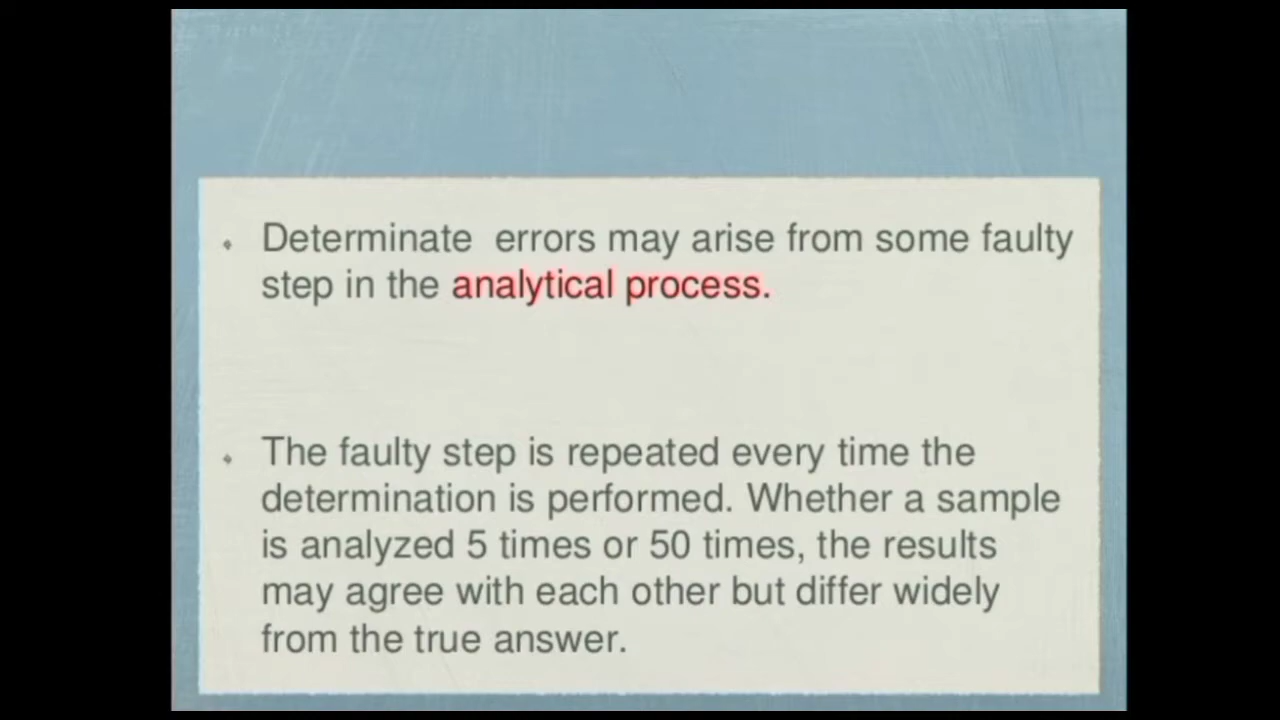 Determinate errors may arise from some faulty
step in the analytical process.
The faulty step is repeated every time the
determination is performed. Whether a sample
is analyzed 5 times or 50 times, the results
may agree with each other but differ widely
from the true answer.